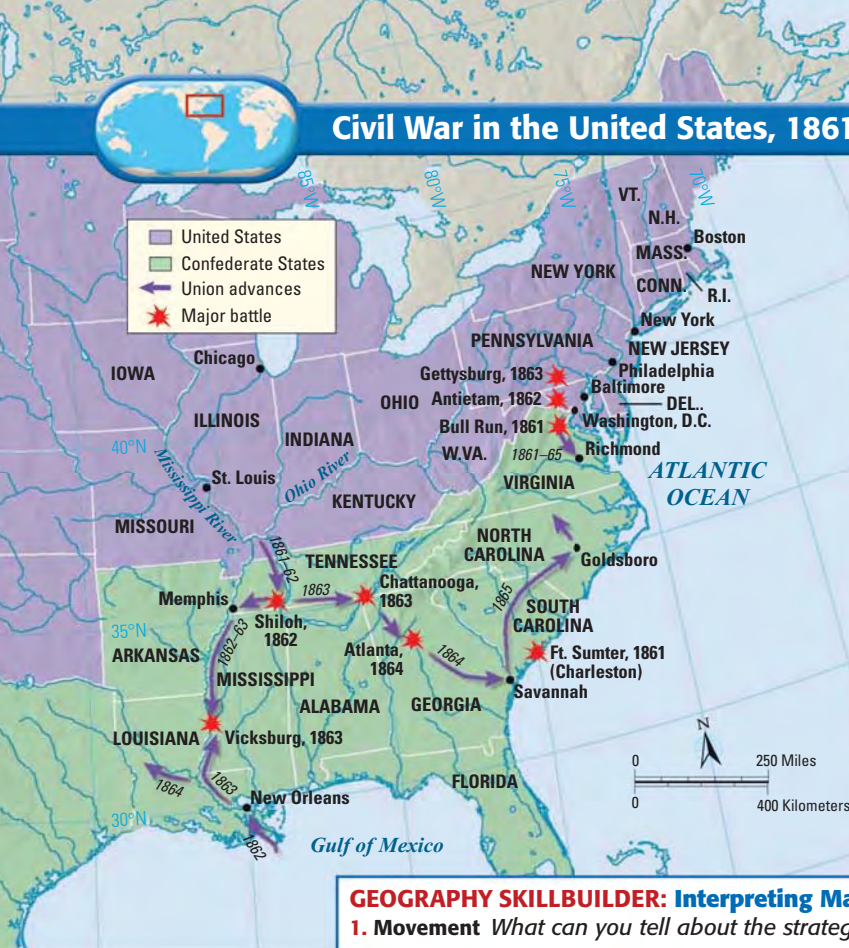 Civil War in the United States, 1861
85°W
80°W
75°W
70°W
United States
Confederate States
Union advances
Major battle
VT.
N.H.
Boston
MASS.
NEW YORK
CONN.
R.I.
New York
PENNSYLVANIA
NEW JERSEY
Chicago
IOWA
Gettysburg, 1863
Philadelphia
Baltimore
OHIO
Antietam, 1862
DEL..
ILLINOIS
Bull Run, 1861
Washington, D.C.
INDIANA
40°N
W.VA.
1861–65
Richmond
Mississippi River
St. Louis
Ohio River
VIRGINIA
ATLANTIC
OCEAN
KENTUCKY
MISSOURI
1861–62
NORTH
CAROLINA
TENNESSEE
Goldsboro
Chattanooga,
1863
1863
Memphis
Shiloh,
1862
1865
SOUTH
CAROLINA
35°N
1862–63
ARKANSAS
Atlanta,
1864
1864
Ft. Sumter, 1861
(Charleston)
MISSISSIPPI
Savannah
ALABAMA
GEORGIA
LOUISIANA
Vicksburg, 1863
N
0 250 Miles
0 400 Kilometers
1864
1863
FLORIDA
New Orleans
30°N
1862
Gulf of Mexico
GEOGRAPHY SKILLBUILDER: Interpreting Ma
1. Movement What can you tell about the strateg